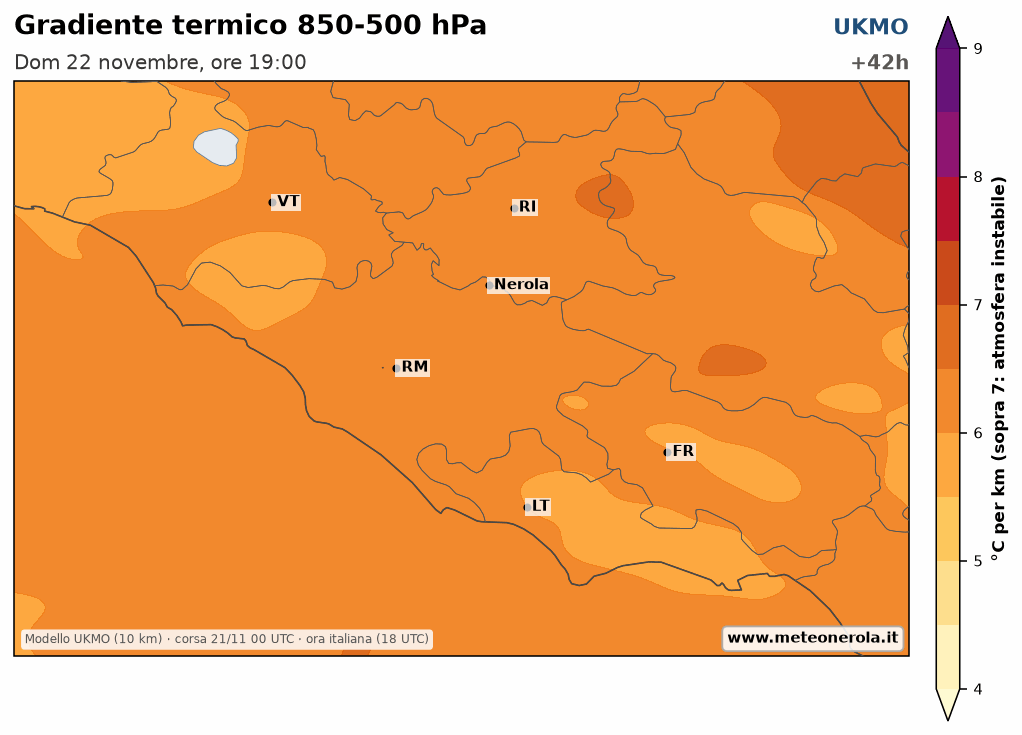 Gradiente termico 850-500 hPa
UKMO
Dom 22 novembre, ore 19:00
+42h
VT
RI
Nerola
RM
FR
LT
Modello UKMO (10 km) · corsa 21/11 00 UTC · ora italiana (18 UTC)
www.meteonerola.it
9
8
7
6
5
4
°C per km (sopra 7: atmosfera instabile)